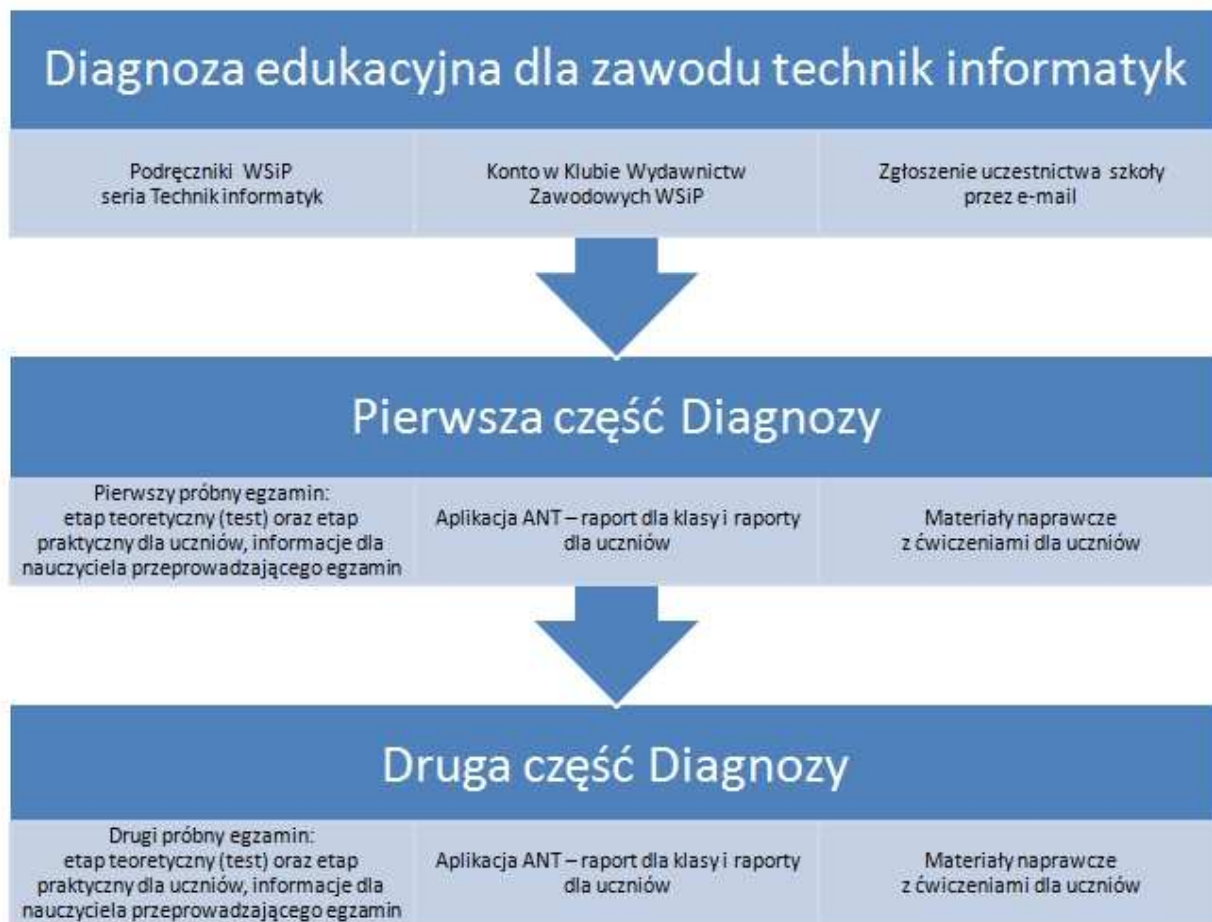 Diagnoza edukacyjna dla zawodu technik informatyk
Podręczniki WSiP
seria Technik informatyk
Konto w Klubie Wydawnictw
Zawodowych WSiP
Zgłoszenie uczestnictwa szkoły
przez e-mail
Pierwsza część Diagnozy
Pierwszy próbny egzamin:
etap teoretyczny (test) oraz etap
praktyczny dla uczniów, informacje dla
nauczyciela przeprowadzającego egzamin
Aplikacja ANT – raport dla klasy i raporty
dla uczniów
Materiały naprawcze
z ćwiczeniami dla uczniów
Druga część Diagnozy
Drugi próbny egzamin:
etap teoretyczny (test) oraz etap
praktyczny dla uczniów, informacje dla
nauczyciela przeprowadzającego egzamin
Aplikacja ANT – raport dla klasy i raporty
dla uczniów
Materiały naprawcze
z ćwiczeniami dla uczniów